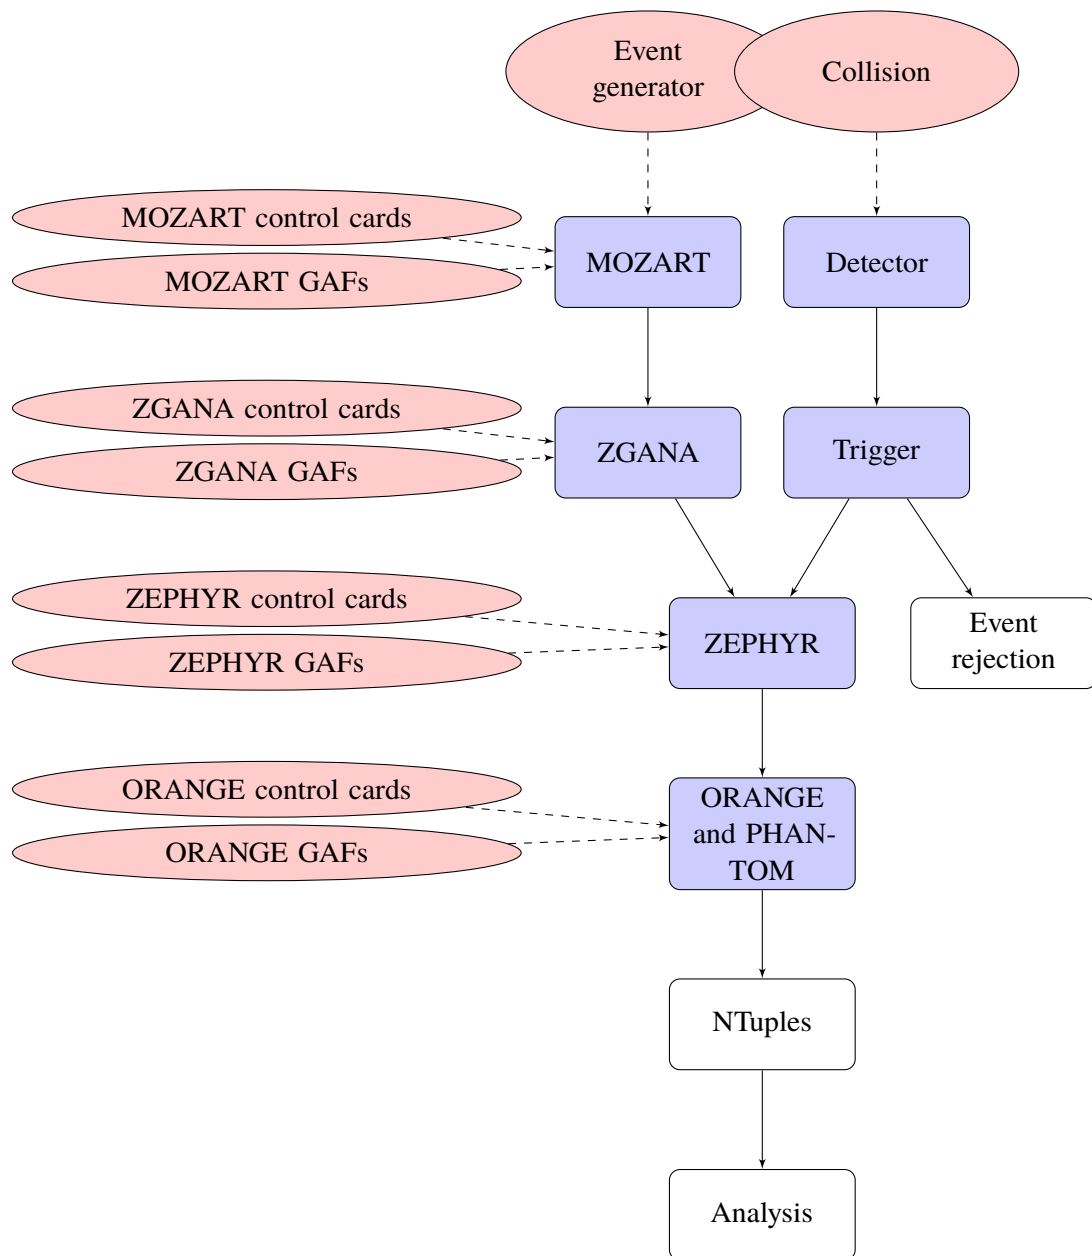 Event
generator
Collision
MOZART control cards
MOZART GAFs
MOZART
Detector
ZGANA control cards
ZGANA GAFs
ZGANA
Trigger
ZEPHYR control cards
ZEPHYR GAFs
ZEPHYR
Event
rejection
ORANGE control cards
ORANGE GAFs
ORANGE
and PHAN-
TOM
NTuples
Analysis